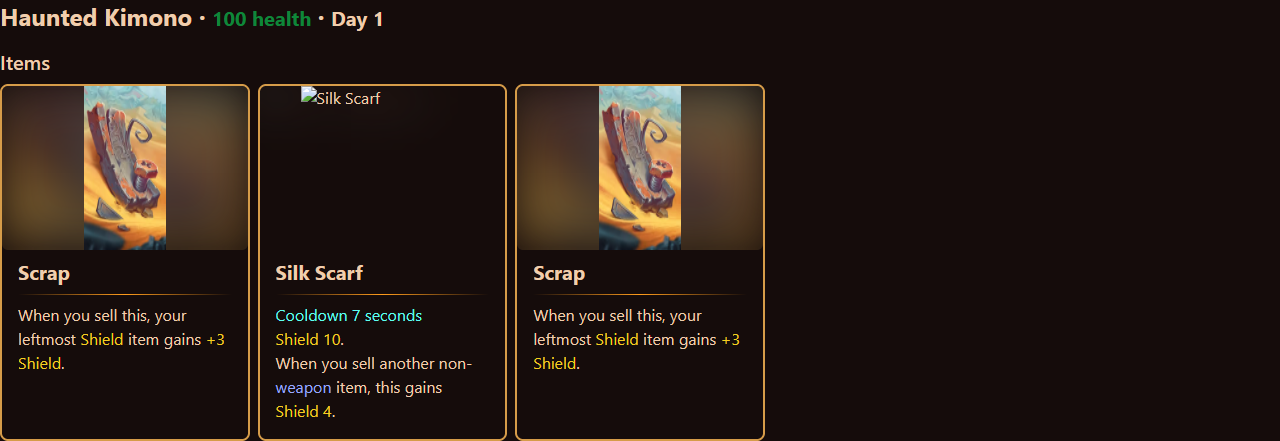 Haunted Kimono · 100 health · Day 1
Items
Scrap
When you sell this, your
leftmost Shield item gains +3
Shield.
Silk Scarf
Silk Scarf
Cooldown 7 seconds
Shield 10.
When you sell another non-
weapon item, this gains
Shield 4.
Scrap
When you sell this, your
leftmost Shield item gains +3
Shield.